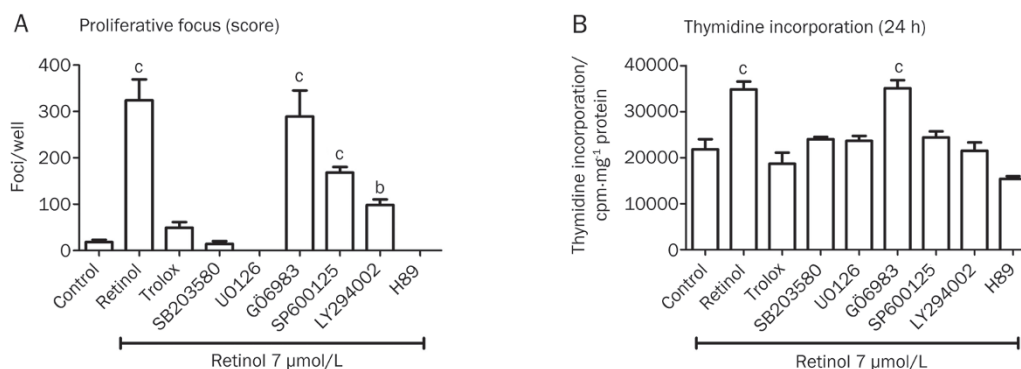 A Proliferative focus (score)
Foci/well
400
300
200
100
0
c
c
c
b
Control
Retinol
Trolox
SB203580
U0126
GÖ6983
SP600125
LY294002
H89
Retinol 7 µmol/L
B Thymidine incorporation (24 h)
Thymidine incorporation/
cpm·mg⁻¹ protein
40000
30000
20000
10000
0
c
c
Control
Retinol
Trolox
SB203580
U0126
GÖ6983
SP600125
LY294002
H89
Retinol 7 µmol/L